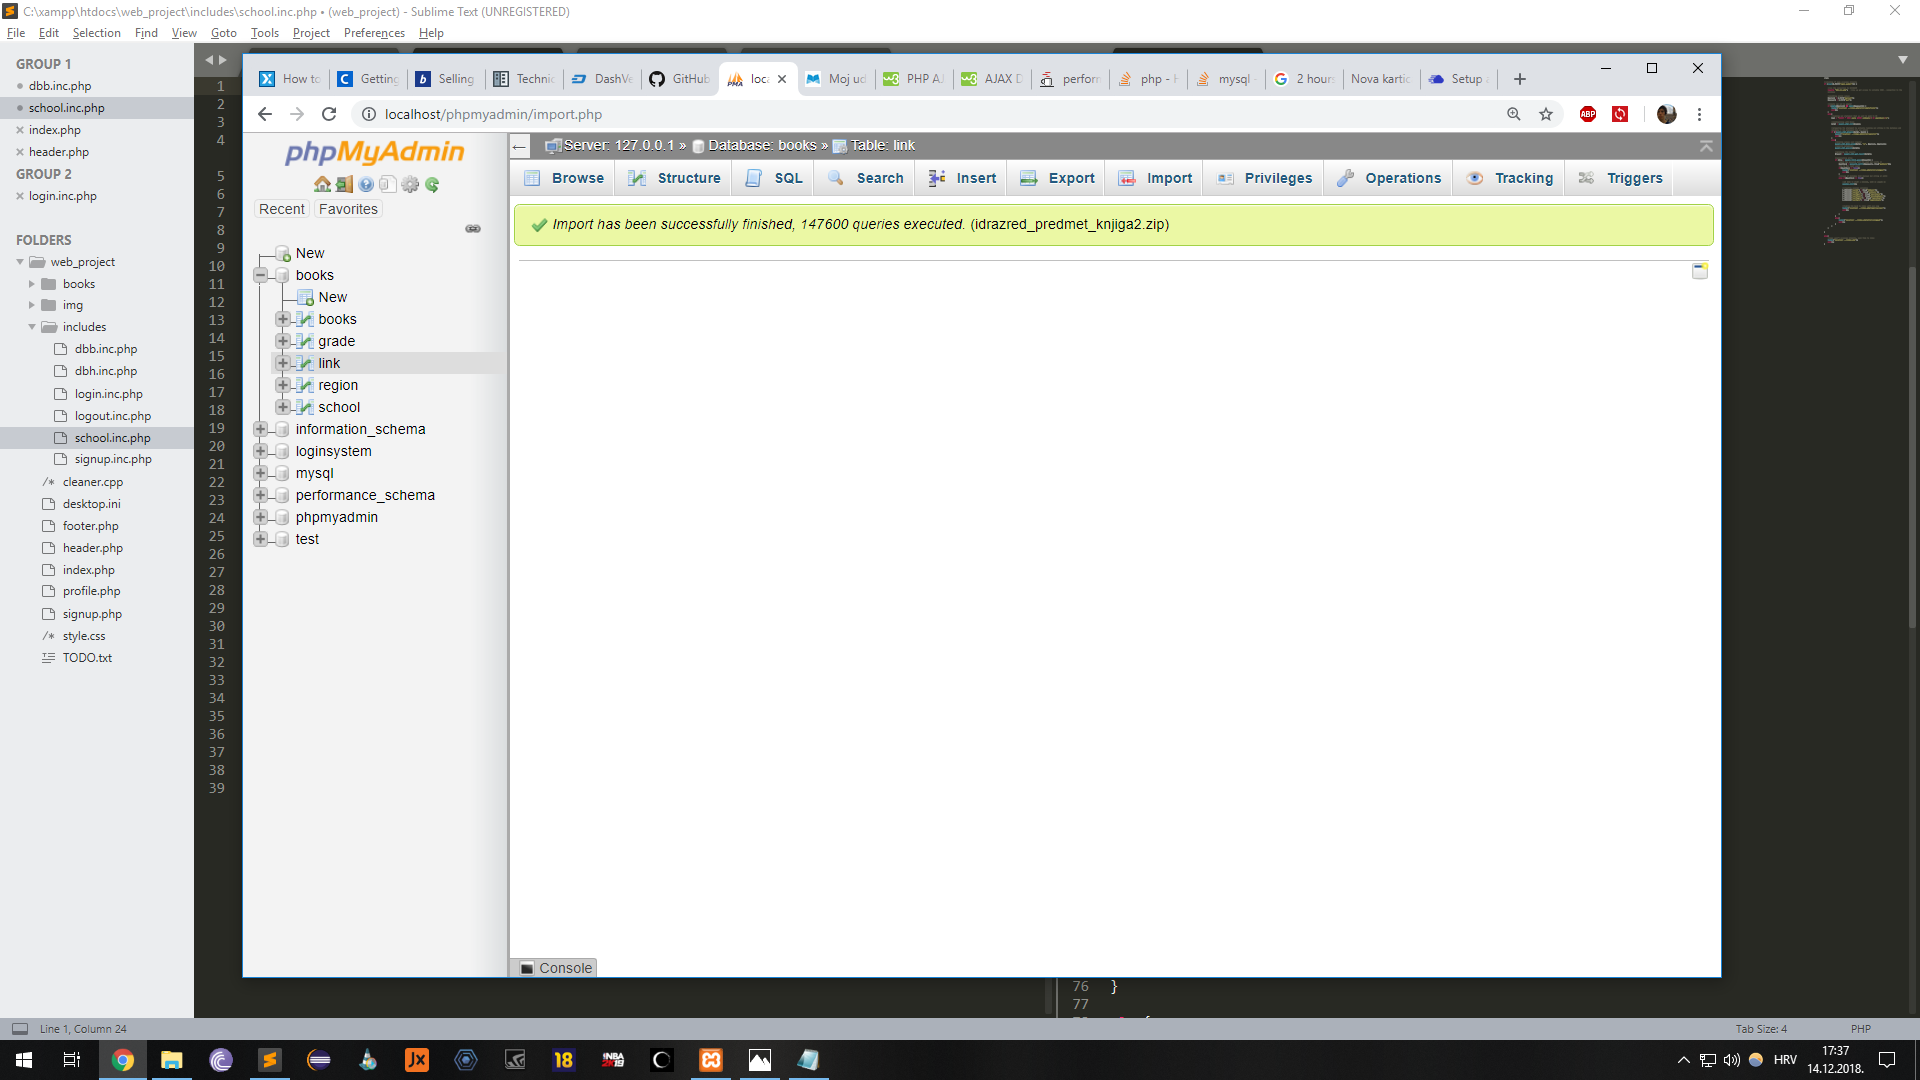 C:\xampp\htdocs\web_project\includes\school.inc.php • (web_project) - Sublime Text (UNREGISTERED)
File Edit Selection Find View Goto Tools Project Preferences Help
GROUP 1
dbb.inc.php
school.inc.php
index.php
header.php
GROUP 2
login.inc.php
FOLDERS
web_project
books
img
includes
dbb.inc.php
dbh.inc.php
login.inc.php
logout.inc.php
school.inc.php
signup.inc.php
cleaner.cpp
desktop.ini
footer.php
header.php
index.php
profile.php
signup.php
style.css
TODO.txt
1
2
3
4
5
6
7
8
9
10
11
12
13
14
15
16
17
18
19
20
21
22
23
24
25
26
27
28
29
30
31
32
33
34
35
36
37
38
39
How to Getting Selling Technic DashVe GitHub loca Moj ud PHP AJ AJAX D perform php - H mysql 2 hours Nova kartic Setup a
localhost/phpmyadmin/import.php
ABP
phpMyAdmin
Recent Favorites
New
books
New
books
grade
link
region
school
information_schema
loginsystem
mysql
performance_schema
phpmyadmin
test
Server: 127.0.0.1 » Database: books » Table: link
Browse Structure SQL Search Insert Export Import Privileges Operations Tracking Triggers
Import has been successfully finished, 147600 queries executed. (idrazred_predmet_knjiga2.zip)
Console
76 }
77
Line 1, Column 24
Tab Size: 4 PHP
HRV
17:37
14.12.2018.